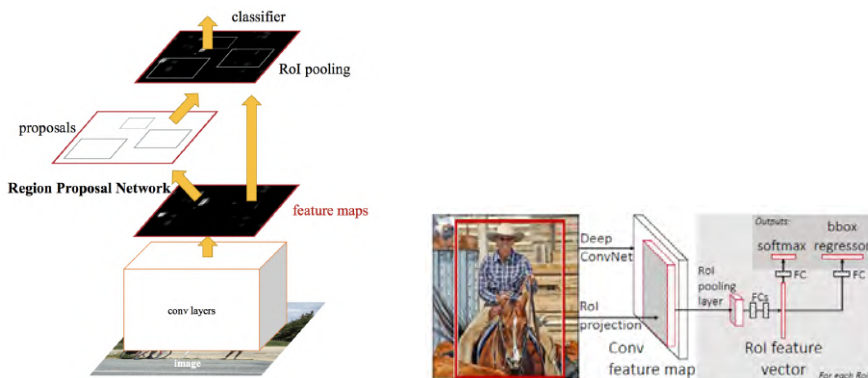 classifier
RoI pooling
proposals
Region Proposal Network
feature maps
conv layers
image
Deep
ConvNet
RoI
projection
Conv
feature map
RoI
pooling
layer
FCs
RoI feature
vector
Outputs:
softmax
bbox
regressor
FC
FC
For each RoI